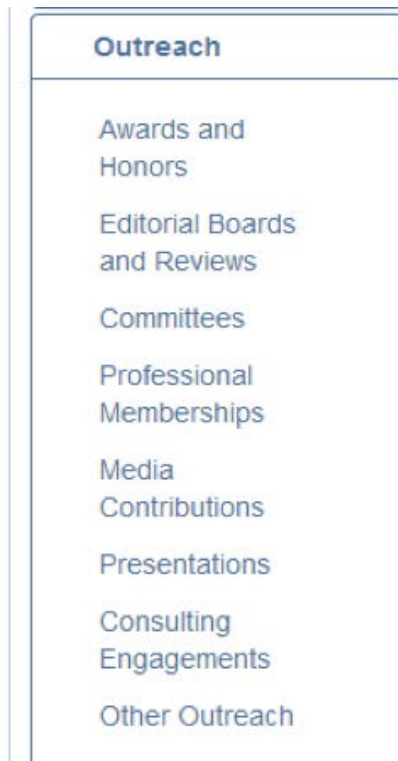 Outreach
Awards and
Honors
Editorial Boards
and Reviews
Committees
Professional
Memberships
Media
Contributions
Presentations
Consulting
Engagements
Other Outreach